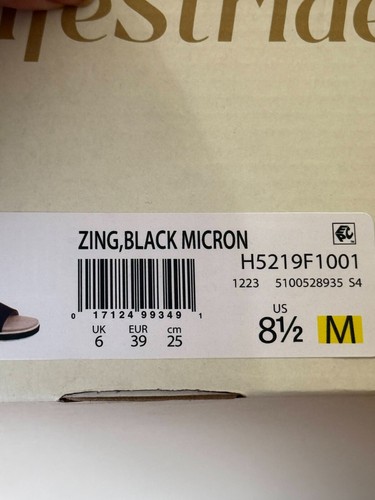 ifestride
ZING,BLACK MICRON
H5219F1001
1223 5100528935 S4
0 17124 99349 1
UK EUR cm
6 39 25
US
8½ M